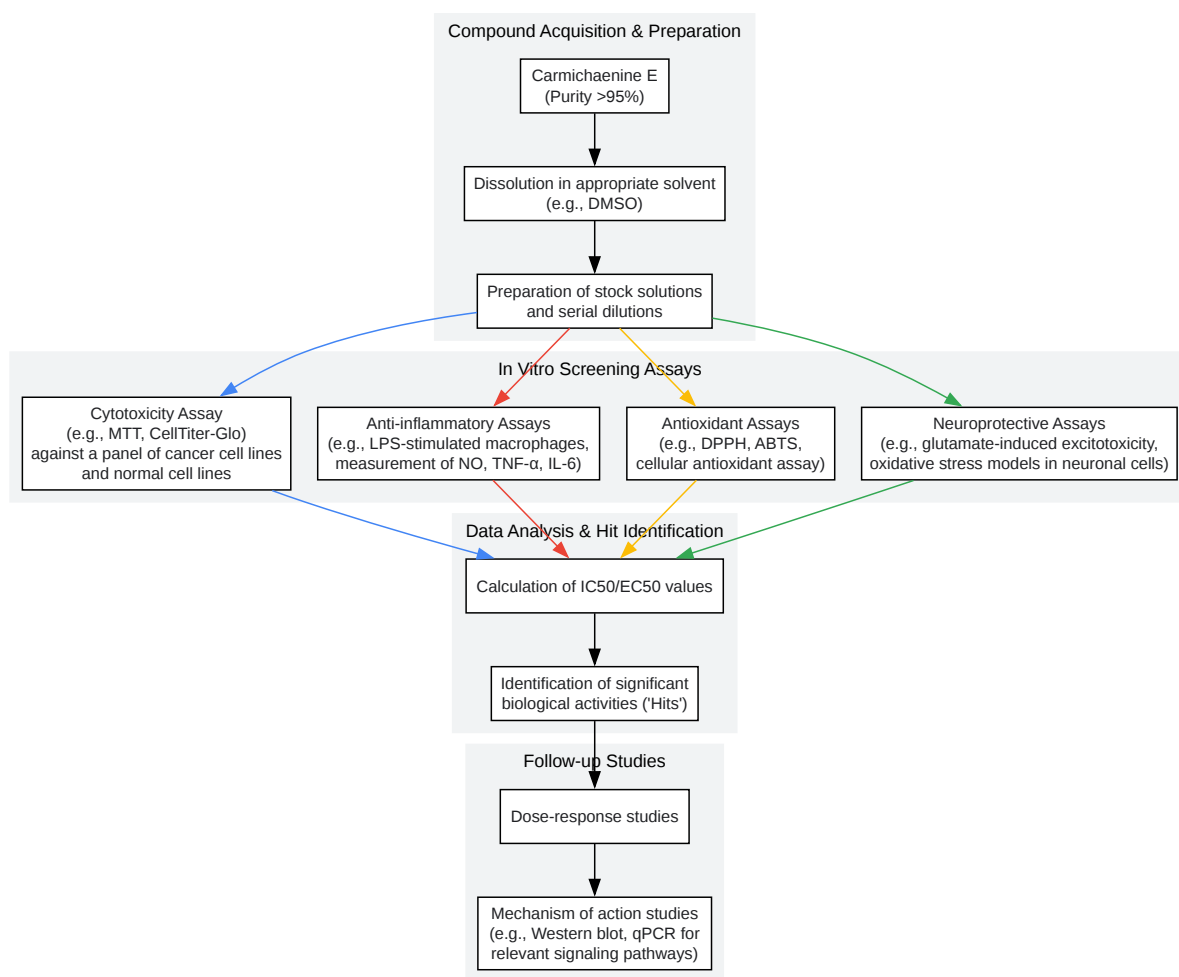 Compound Acquisition & Preparation
Carmichaenine E
(Purity >95%)
Dissolution in appropriate solvent
(e.g., DMSO)
Preparation of stock solutions
and serial dilutions
In Vitro Screening Assays
Cytotoxicity Assay
(e.g., MTT, CellTiter-Glo)
against a panel of cancer cell lines
and normal cell lines
Anti-inflammatory Assays
(e.g., LPS-stimulated macrophages,
measurement of NO, TNF-α, IL-6)
Antioxidant Assays
(e.g., DPPH, ABTS,
cellular antioxidant assay)
Neuroprotective Assays
(e.g., glutamate-induced excitotoxicity,
oxidative stress models in neuronal cells)
Data Analysis & Hit Identification
Calculation of IC50/EC50 values
Identification of significant
biological activities ('Hits')
Follow-up Studies
Dose-response studies
Mechanism of action studies
(e.g., Western blot, qPCR for
relevant signaling pathways)